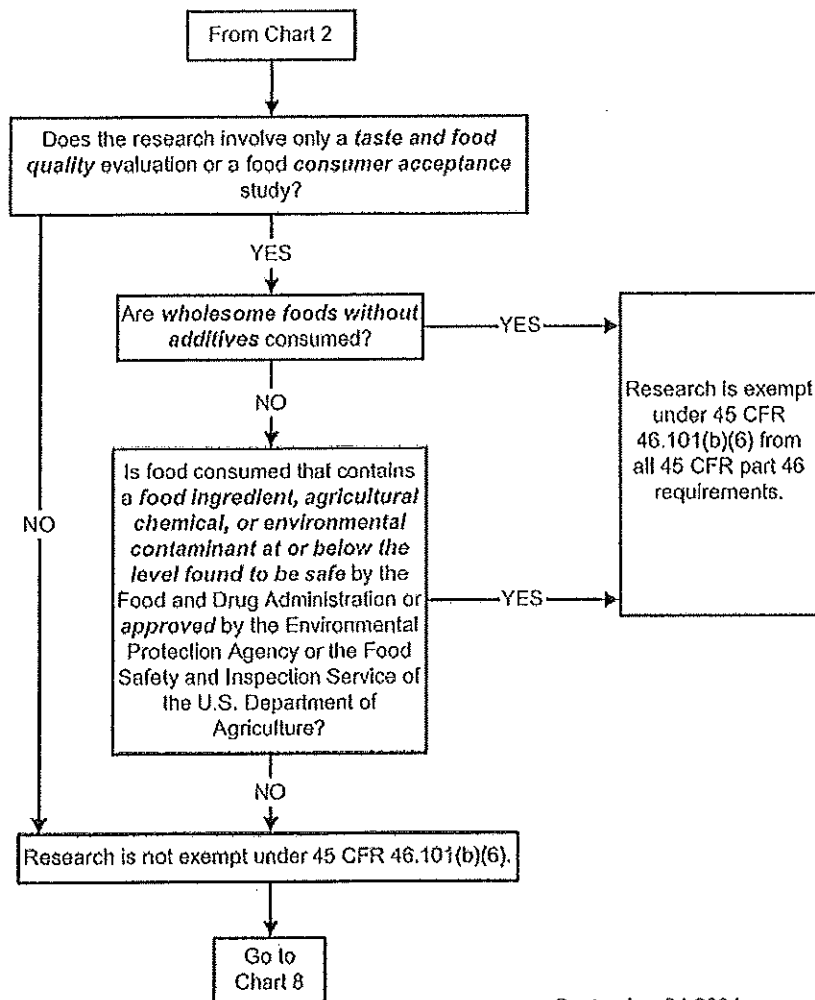 From Chart 2
Does the research involve only a taste and food
quality evaluation or a food consumer acceptance
study?
YES
Are wholesome foods without
additives consumed?
YES
Research is exempt
under 45 CFR
46.101(b)(6) from
all 45 CFR part 46
requirements.
NO
Is food consumed that contains
a food ingredient, agricultural
chemical, or environmental
contaminant at or below the
level found to be safe by the
Food and Drug Administration or
approved by the Environmental
Protection Agency or the Food
Safety and Inspection Service of
the U.S. Department of
Agriculture?
NO
YES
NO
Research is not exempt under 45 CFR 46.101(b)(6).
Go to
Chart 8